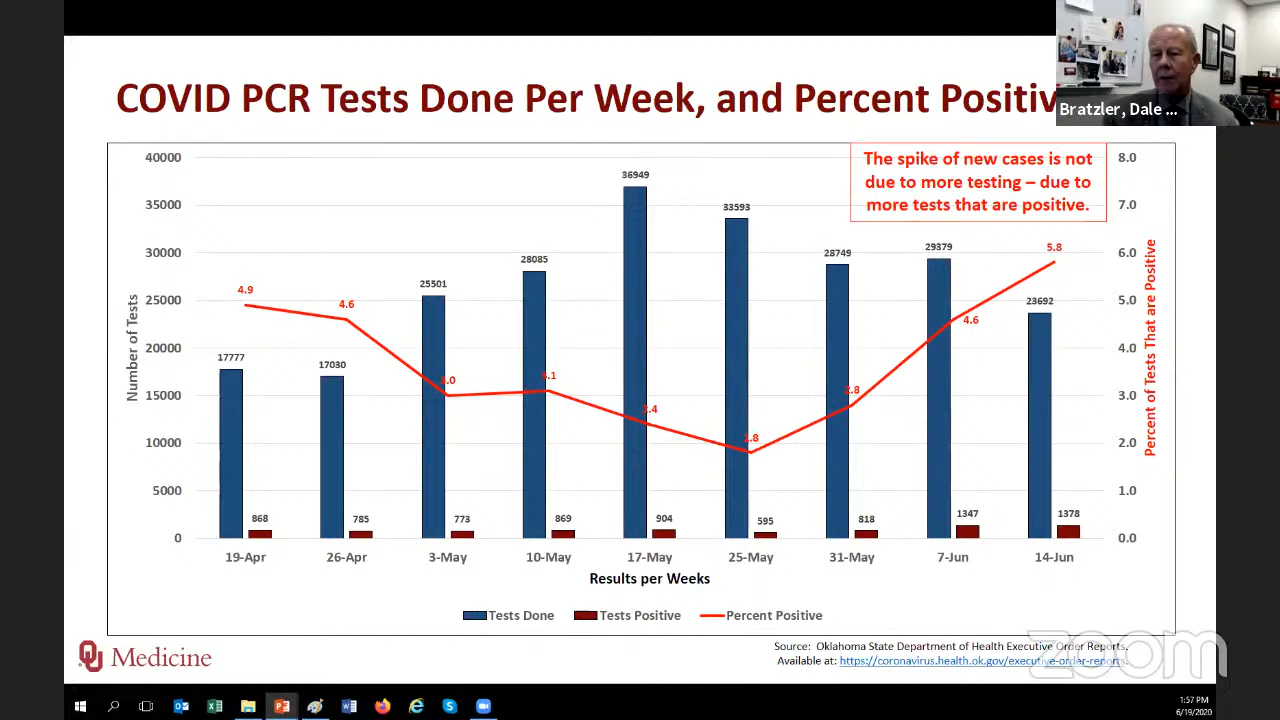 COVID PCR Tests Done Per Week, and Percent Positiv
Bratzler, Dale ...
The spike of new cases is not
due to more testing – due to
more tests that are positive.
40000
35000
30000
25000
20000
15000
10000
5000
0
Number of Tests
8.0
7.0
6.0
5.0
4.0
3.0
2.0
1.0
0.0
Percent of Tests That are Positive
17777
17030
25501
28085
36949
33593
28749
29379
23692
4.9
4.6
3.0
3.1
2.4
1.8
2.8
4.6
5.8
868
785
773
869
904
595
818
1347
1378
19-Apr
26-Apr
3-May
10-May
17-May
25-May
31-May
7-Jun
14-Jun
Results per Weeks
Tests Done
Tests Positive
Percent Positive
OU Medicine
Source: Oklahoma State Department of Health Executive Order Reports.
Available at: https://coronavirus.health.ok.gov/executive-order-reports.
zoom
1:57 PM
6/19/2020